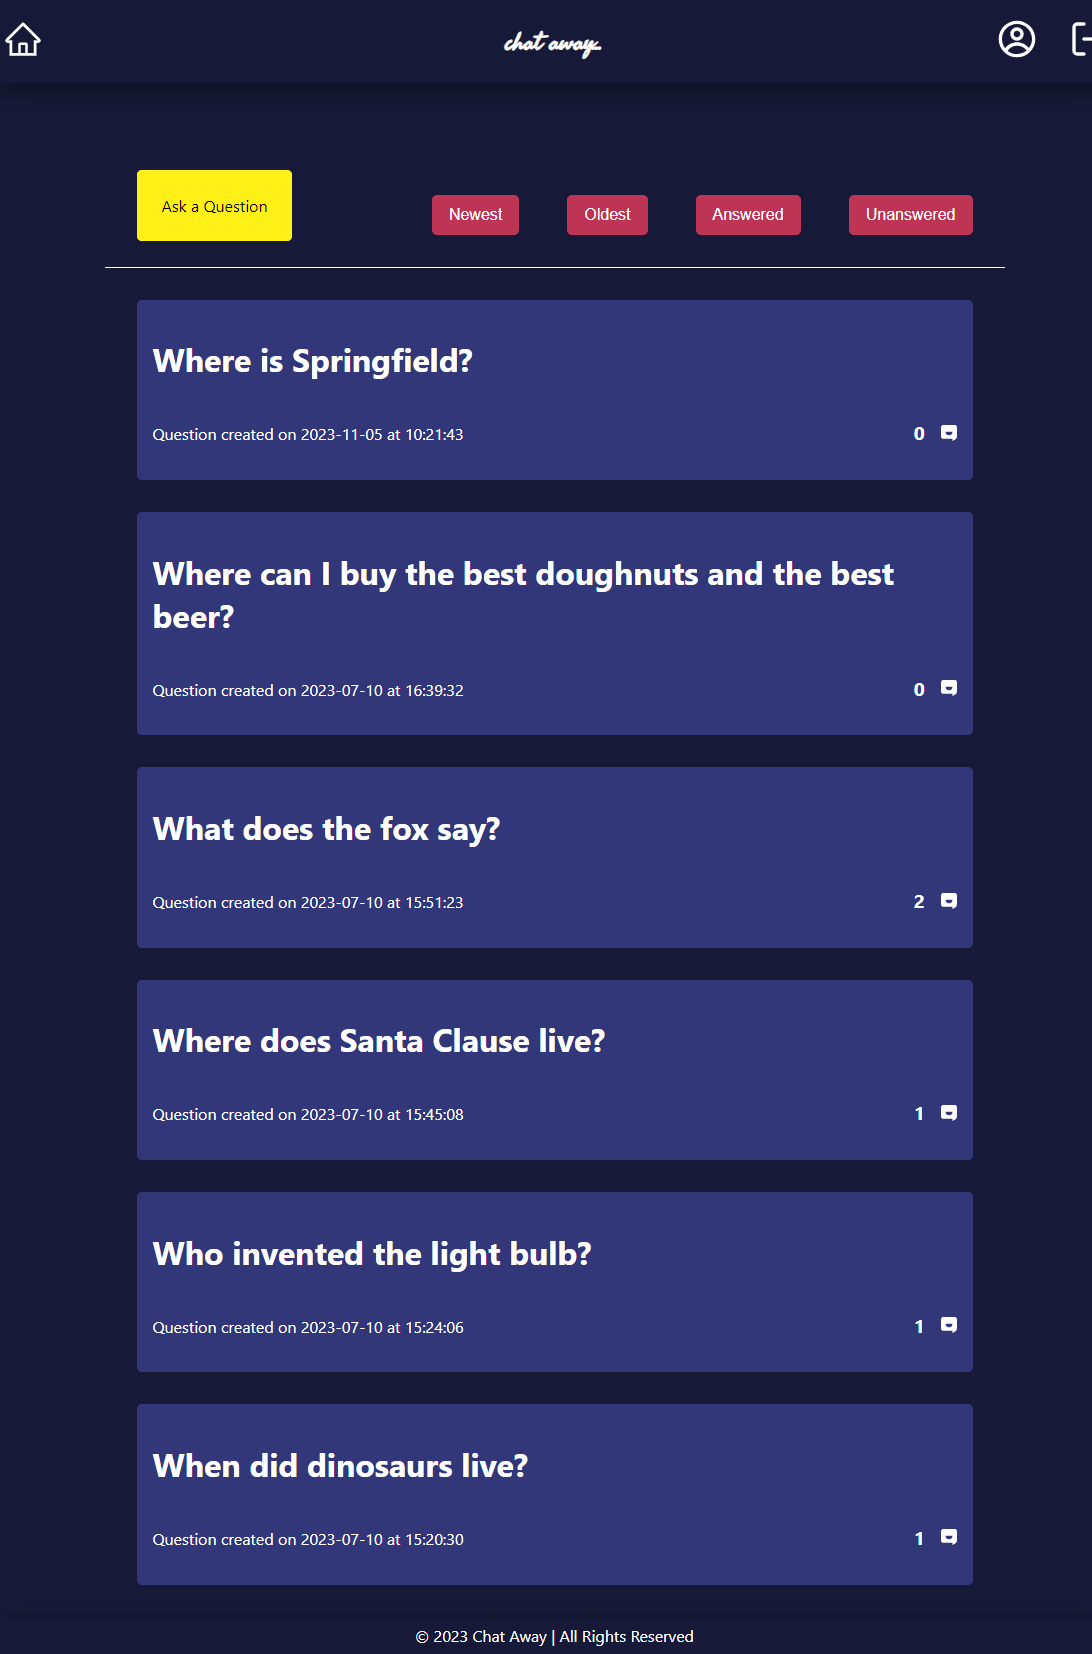 chat away..
Ask a Question
Newest
Oldest
Answered
Unanswered
Where is Springfield?
Question created on 2023-11-05 at 10:21:43
0
Where can I buy the best doughnuts and the best
beer?
Question created on 2023-07-10 at 16:39:32
0
What does the fox say?
Question created on 2023-07-10 at 15:51:23
2
Where does Santa Clause live?
Question created on 2023-07-10 at 15:45:08
1
Who invented the light bulb?
Question created on 2023-07-10 at 15:24:06
1
When did dinosaurs live?
Question created on 2023-07-10 at 15:20:30
1
© 2023 Chat Away | All Rights Reserved